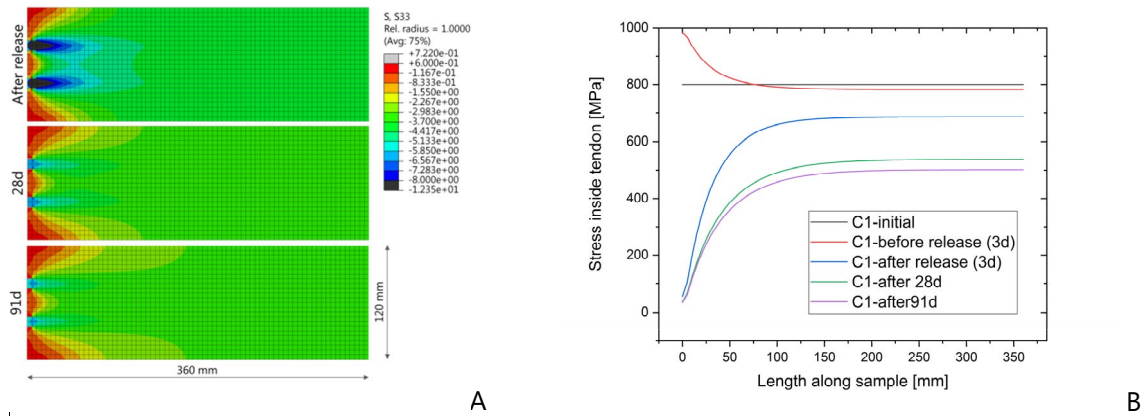 S, S33
Rel. radius = 1.0000
(Avg: 75%)
+7.220e-01
+6.000e-01
-1.167e-01
-8.333e-01
-1.550e+00
-2.267e+00
-2.983e+00
-3.700e+00
-4.417e+00
-5.133e+00
-5.850e+00
-6.567e+00
-7.283e+00
-8.000e+00
-1.235e+01
After release
28d
91d
120 mm
360 mm
A
Stress inside tendon [MPa]
1000
800
600
400
200
0
C1-initial
C1-before release (3d)
C1-after release (3d)
C1-after 28d
C1-after91d
0 50 100 150 200 250 300 350
Length along sample [mm]
B